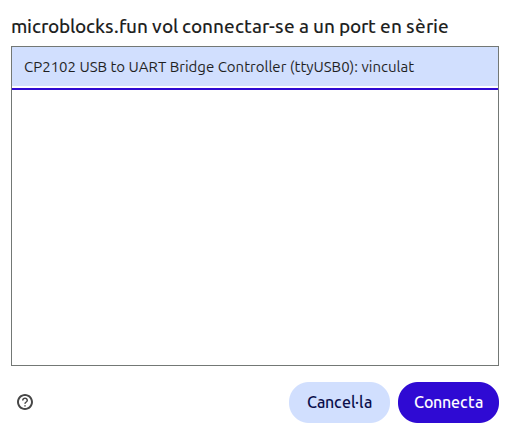 microblocks.fun vol connectar-se a un port en sèrie
CP2102 USB to UART Bridge Controller (ttyUSB0): vinculat
Cancel·la
Connecta